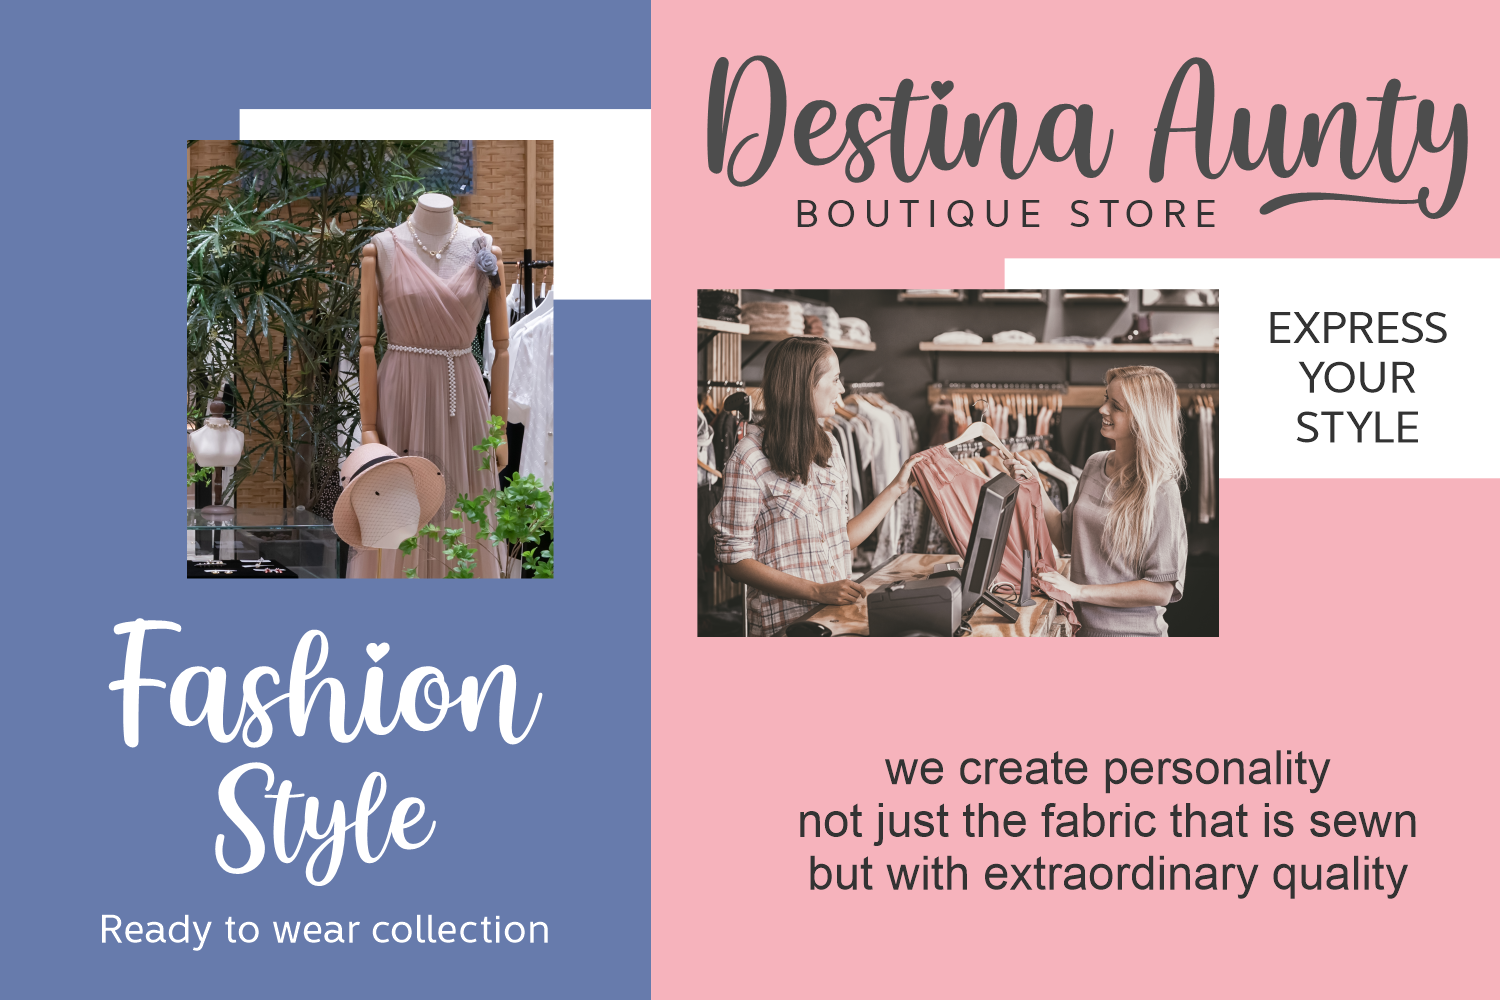 Fashion
Style
Ready to wear collection
Destina Aunty
BOUTIQUE STORE
EXPRESS
YOUR
STYLE
we create personality
not just the fabric that is sewn
but with extraordinary quality